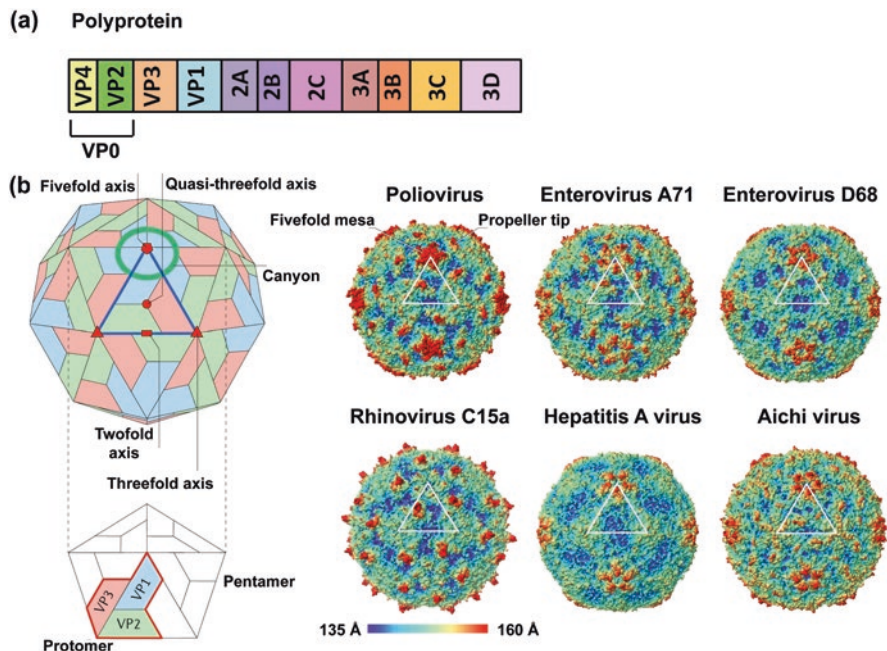 (a) Polyprotein
VP4 VP2 VP3 VP1 2A 2B 2C 3A 3B 3C 3D
VP0
(b)
Fivefold axis
Quasi-threefold axis
Canyon
Twofold
axis
Threefold axis
VP3
VP1
VP2
Pentamer
Protomer
Poliovirus
Enterovirus A71
Enterovirus D68
Fivefold mesa
Propeller tip
Rhinovirus C15a
Hepatitis A virus
Aichi virus
135 Å
160 Å